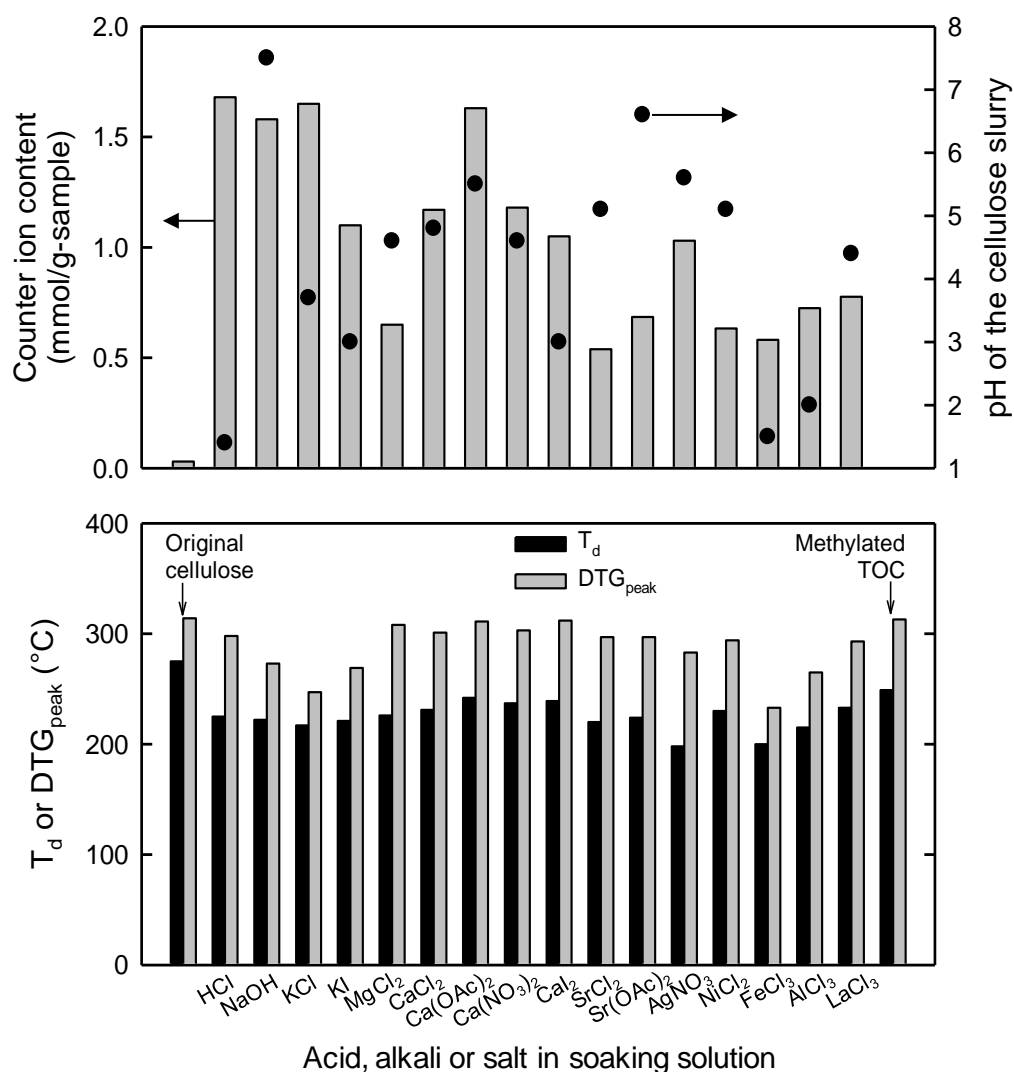 Counter ion content
(mmol/g-sample)
2.0
1.5
1.0
0.5
0.0
8
7
6
5
4
3
2
1
pH of the cellulose slurry
T_d or DTG_peak (°C)
400
300
200
100
0
Original
cellulose
T_d
DTG_peak
Methylated
TOC
HCl
NaOH
KCl
KI
MgCl₂
CaCl₂
Ca(OAc)₂
Ca(NO₃)₂
CaI₂
SrCl₂
Sr(OAc)₂
AgNO₃
NiCl₂
FeCl₃
AlCl₃
LaCl₃
Acid, alkali or salt in soaking solution